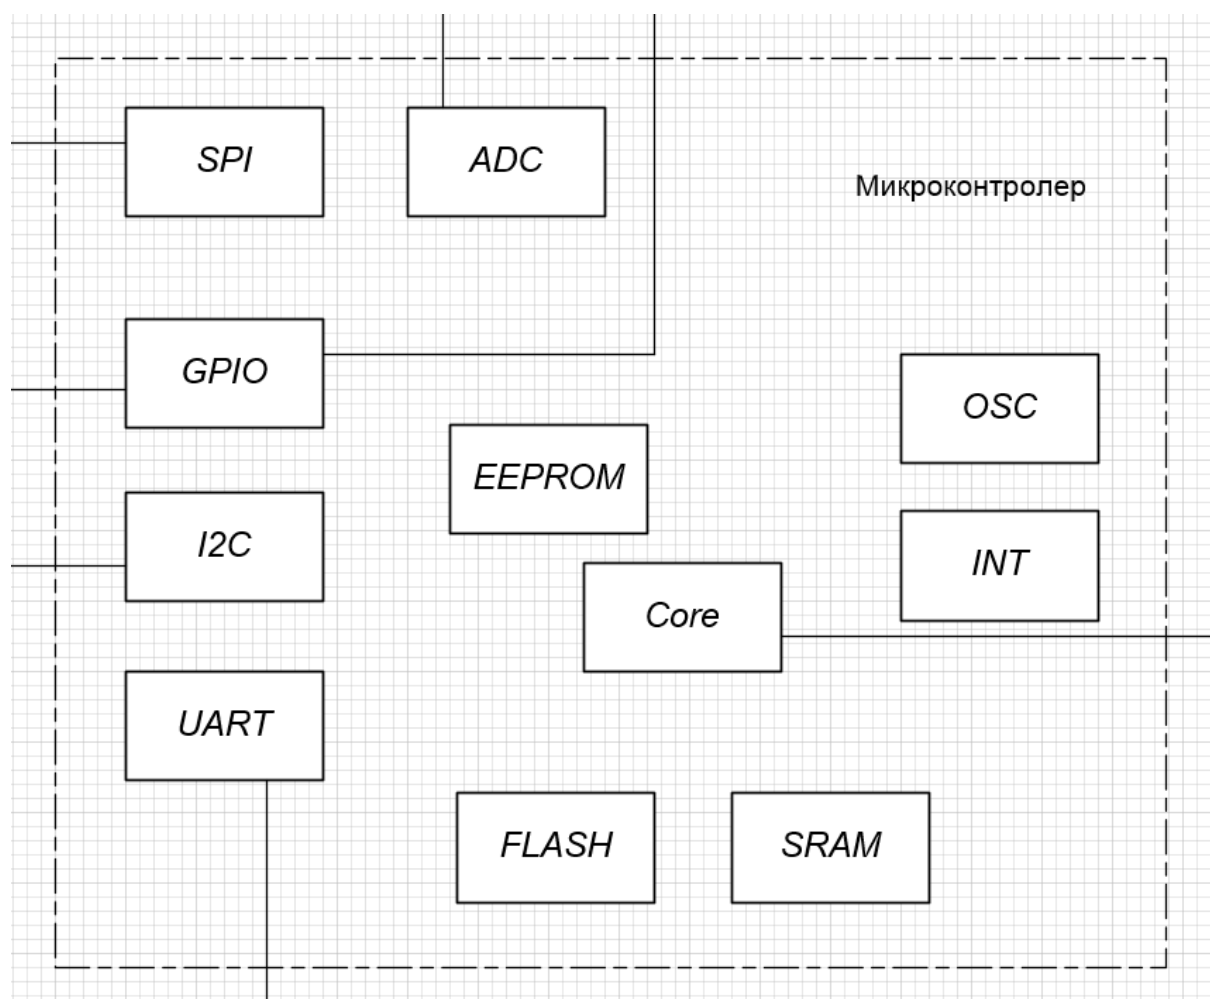 SPI
ADC
Микроконтролер
GPIO
OSC
EEPROM
I2C
INT
Core
UART
FLASH
SRAM